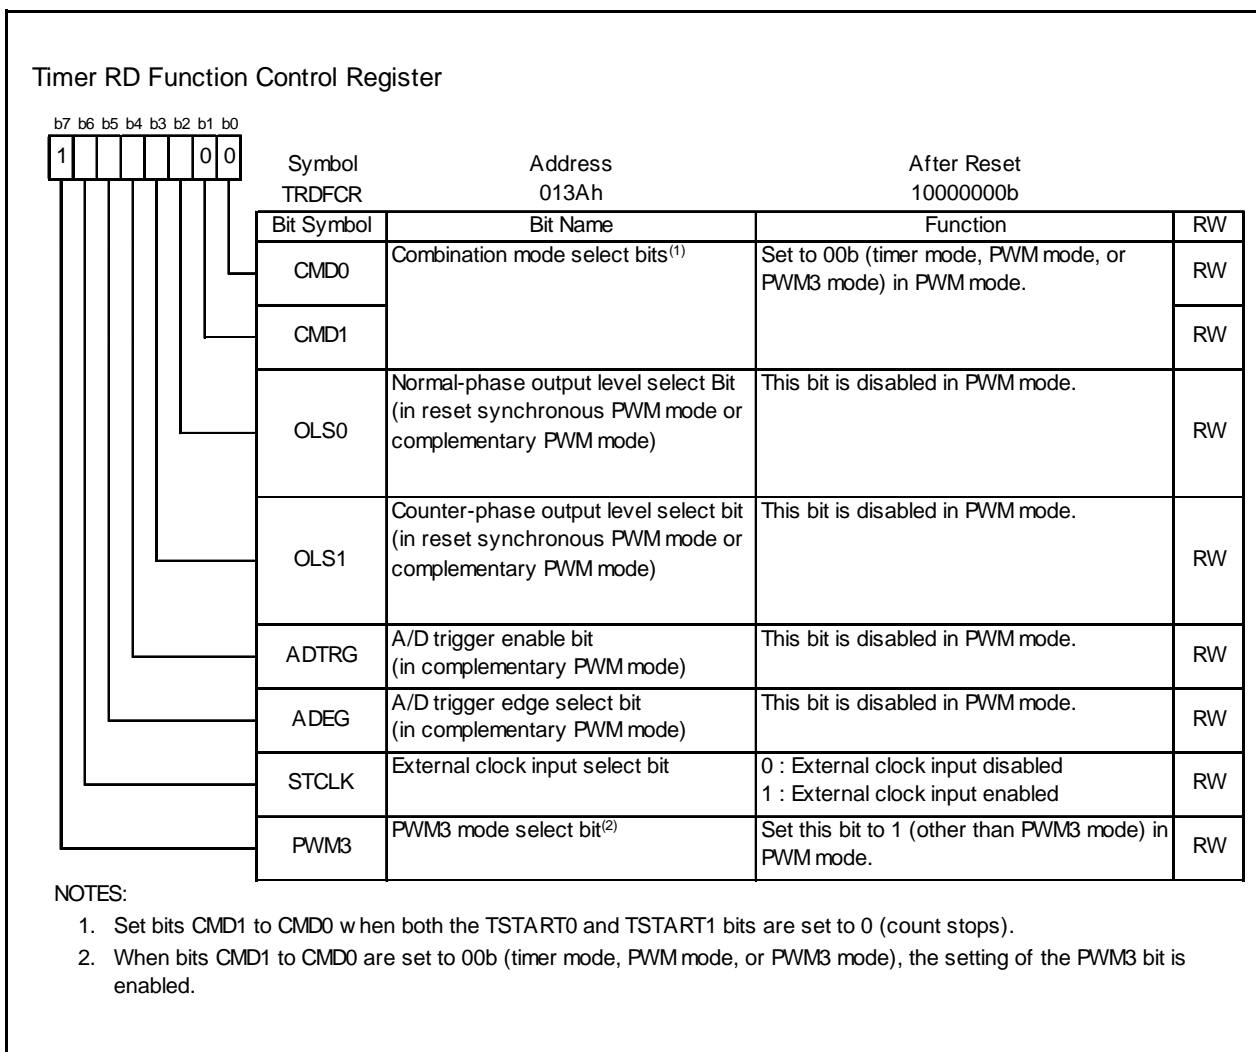 Timer RD Function Control Register
b7 b6 b5 b4 b3 b2 b1 b0
1 0 0
Symbol Address After Reset
TRDFCR 013Ah 10000000b
Bit Symbol Bit Name Function RW
CMD0 Combination mode select bits(1) Set to 00b (timer mode, PWM mode, or RW
PWM3 mode) in PWM mode.
CMD1 RW
Normal-phase output level select Bit This bit is disabled in PWM mode.
(in reset synchronous PWM mode or
OLS0 complementary PWM mode) RW
Counter-phase output level select bit This bit is disabled in PWM mode.
(in reset synchronous PWM mode or
OLS1 complementary PWM mode) RW
ADTRG A/D trigger enable bit This bit is disabled in PWM mode. RW
(in complementary PWM mode)
ADEG A/D trigger edge select bit This bit is disabled in PWM mode. RW
(in complementary PWM mode)
STCLK External clock input select bit 0 : External clock input disabled RW
1 : External clock input enabled
PWM3 PWM3 mode select bit(2) Set this bit to 1 (other than PWM3 mode) in RW
PWM mode.
NOTES:
1. Set bits CMD1 to CMD0 when both the TSTART0 and TSTART1 bits are set to 0 (count stops).
2. When bits CMD1 to CMD0 are set to 00b (timer mode, PWM mode, or PWM3 mode), the setting of the PWM3 bit is
enabled.